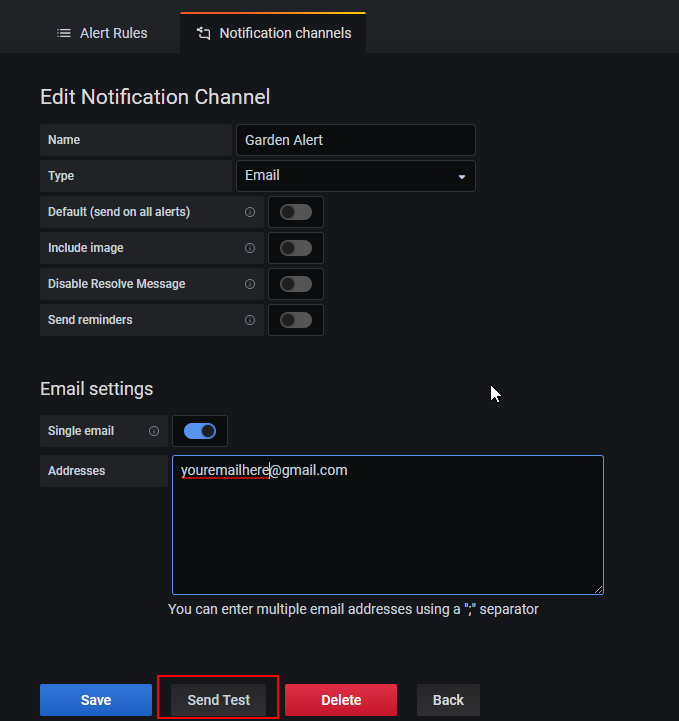 Alert Rules
Notification channels
Edit Notification Channel
Name
Garden Alert
Type
Email
Default (send on all alerts)
Include image
Disable Resolve Message
Send reminders
Email settings
Single email
Addresses
youremailhere@gmail.com
You can enter multiple email addresses using a ";" separator
Save
Send Test
Delete
Back